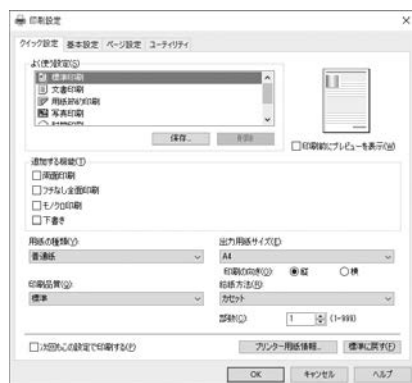 印刷設定
クイック設定 基本設定 ページ設定 ユーティリティ
よく使う設定(S)
標準印刷
文書印刷
用紙節約印刷
写真印刷
封筒印刷
保存... 削除
印刷前にプレビューを表示(W)
追加する機能(T)
両面印刷
フチなし全面印刷
モノクロ印刷
下書き
用紙の種類(Y):
普通紙
出力用紙サイズ(Z):
A4
印刷の向き(O): 縦 横
印刷品質(Q):
標準
給紙方法(R):
カセット
部数(C): 1 (1-999)
次回もこの設定で印刷する(P)
プリンター用紙情報... 標準に戻す(F)
OK キャンセル ヘルプ